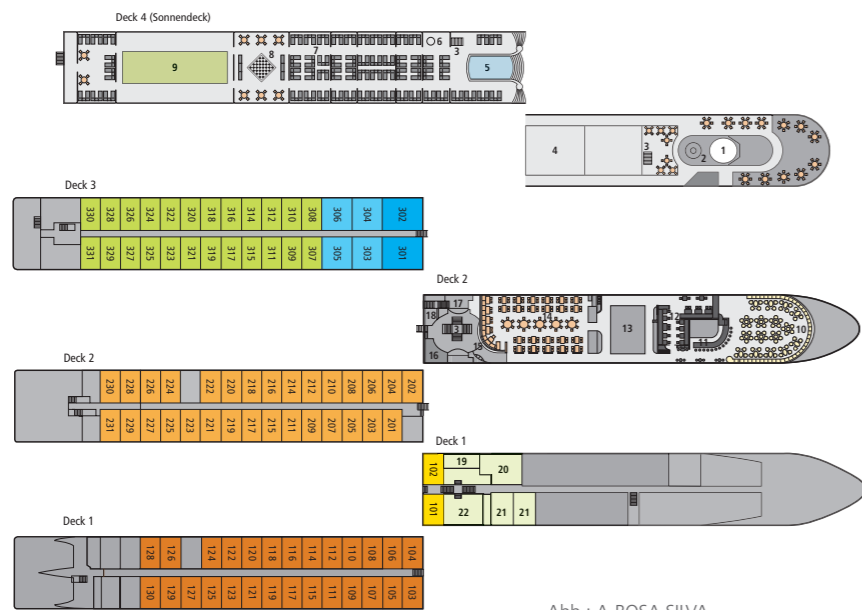 Deck 4 (Sonnendeck)
6
7 3
8
9 5
4 3 2 1
Deck 3
330 328 326 324 322 320 318 316 314 312 310 308 306 304 302
331 329 327 325 323 321 319 317 315 311 309 307 305 303 301
Deck 2
17
18 14 12
3 13 10
16 15 11
Deck 2
230 228 226 224 222 220 218 216 214 212 210 208 206 204 202
231 229 227 225 223 221 219 217 215 211 209 207 205 203 201
Deck 1
102 19 20
101 22 21 21
Deck 1
128 126 124 122 120 118 116 114 112 110 108 106 104
130 129 127 125 123 121 119 117 115 111 109 107 105 103
Abb.: A-ROSA SILVA